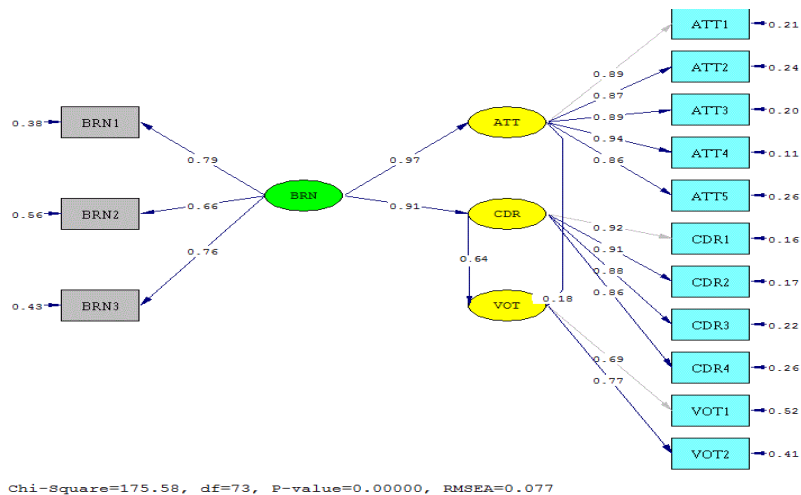 ATT1
0.21
0.89
ATT2
0.24
0.87
ATT3
0.20
0.89
ATT4
0.11
0.94
ATT5
0.26
0.86
0.38
BRN1
0.79
0.56
BRN2
0.66
0.43
BRN3
0.76
BRN
0.97
ATT
0.91
CDR
0.64
VOT
0.18
CDR1
0.16
0.92
CDR2
0.17
0.91
CDR3
0.22
0.88
CDR4
0.26
0.86
VOT1
0.52
0.69
VOT2
0.41
0.77
Chi-Square=175.58, df=73, P-value=0.00000, RMSEA=0.077